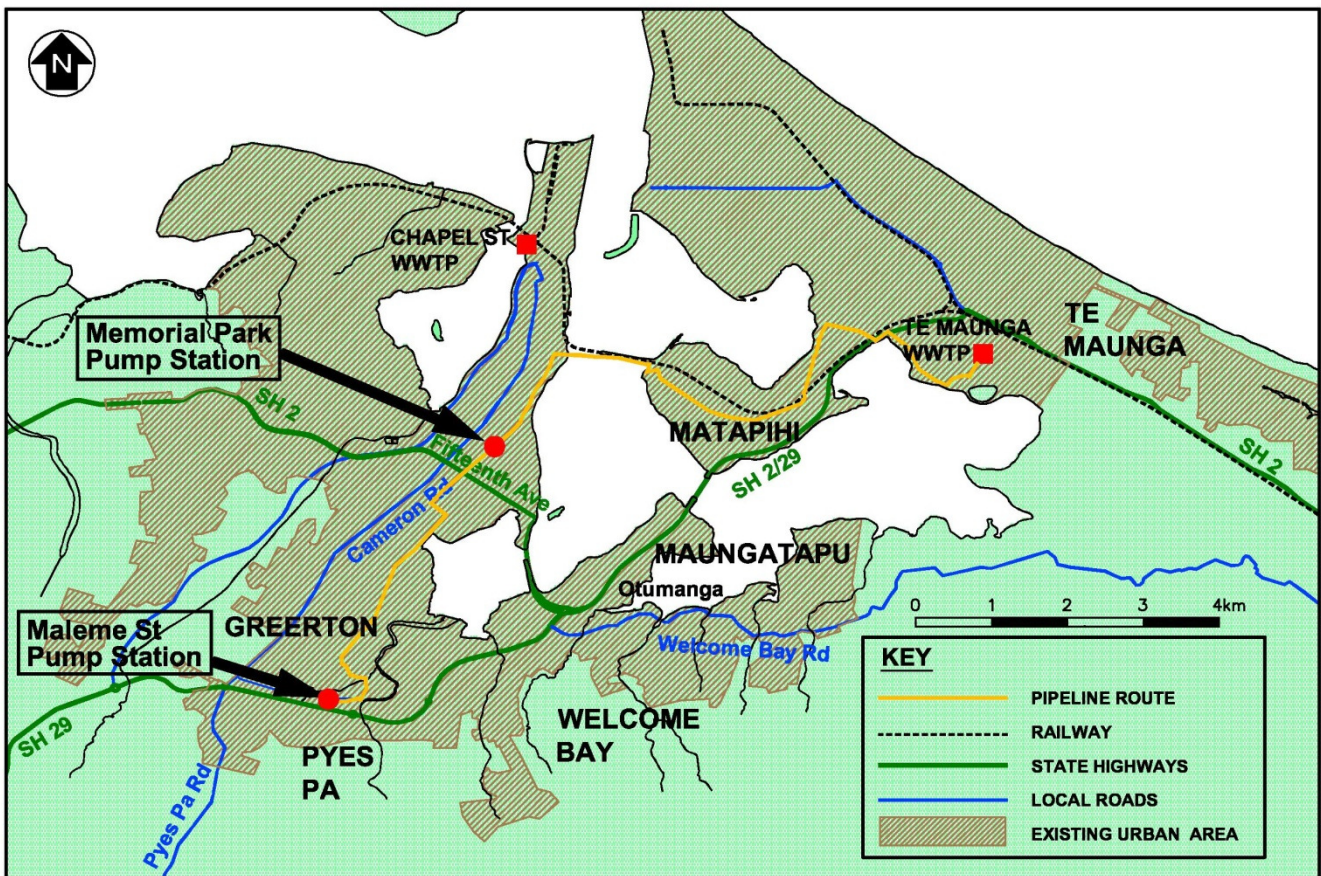 N
CHAPEL ST
WWTP
TE
MAUNGA
TE MAUNGA
WWTP
Memorial Park
Pump Station
SH 2
Fifteenth Ave
MATAPIHI
SH 2/29
SH 2
Cameron Rd
MAUNGATAPU
Otumanga
GREERTON
Maleme St
Pump Station
Welcome Bay Rd
SH 29
WELCOME
BAY
PYES
PA
Pyes Pa Rd
0 1 2 3 4km
KEY
PIPELINE ROUTE
RAILWAY
STATE HIGHWAYS
LOCAL ROADS
EXISTING URBAN AREA